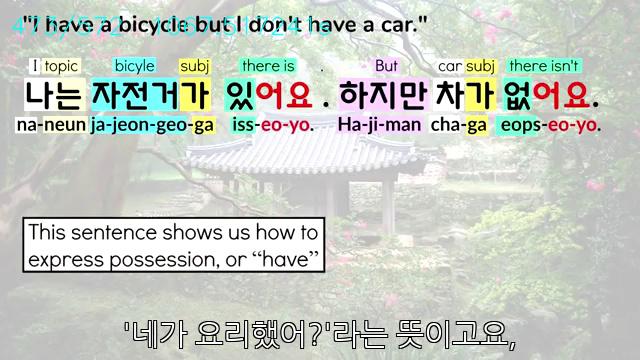 "I have a bicycle but I don't have a car."
I topic bicyle subj there is . But car subj there isn't
나는 자전거가 있어요 . 하지만 차가 없어요.
na-neun ja-jeon-geo-ga iss-eo-yo. Ha-ji-man cha-ga eops-eo-yo.
This sentence shows us how to
express possession, or “have”
'네가 요리했어?'라는 뜻이고요,